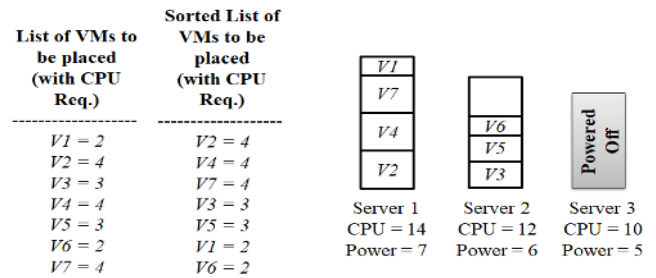 List of VMs to
be placed
(with CPU
Req.)
--------------------
V1 = 2
V2 = 4
V3 = 3
V4 = 4
V5 = 3
V6 = 2
V7 = 4
Sorted List of
VMs to be
placed
(with CPU
Req.)
--------------------
V2 = 4
V4 = 4
V7 = 4
V3 = 3
V5 = 3
V1 = 2
V6 = 2
V1
V7
V4
V2
Server 1
CPU = 14
Power = 7
V6
V5
V3
Server 2
CPU = 12
Power = 6
Powered
Off
Server 3
CPU = 10
Power = 5